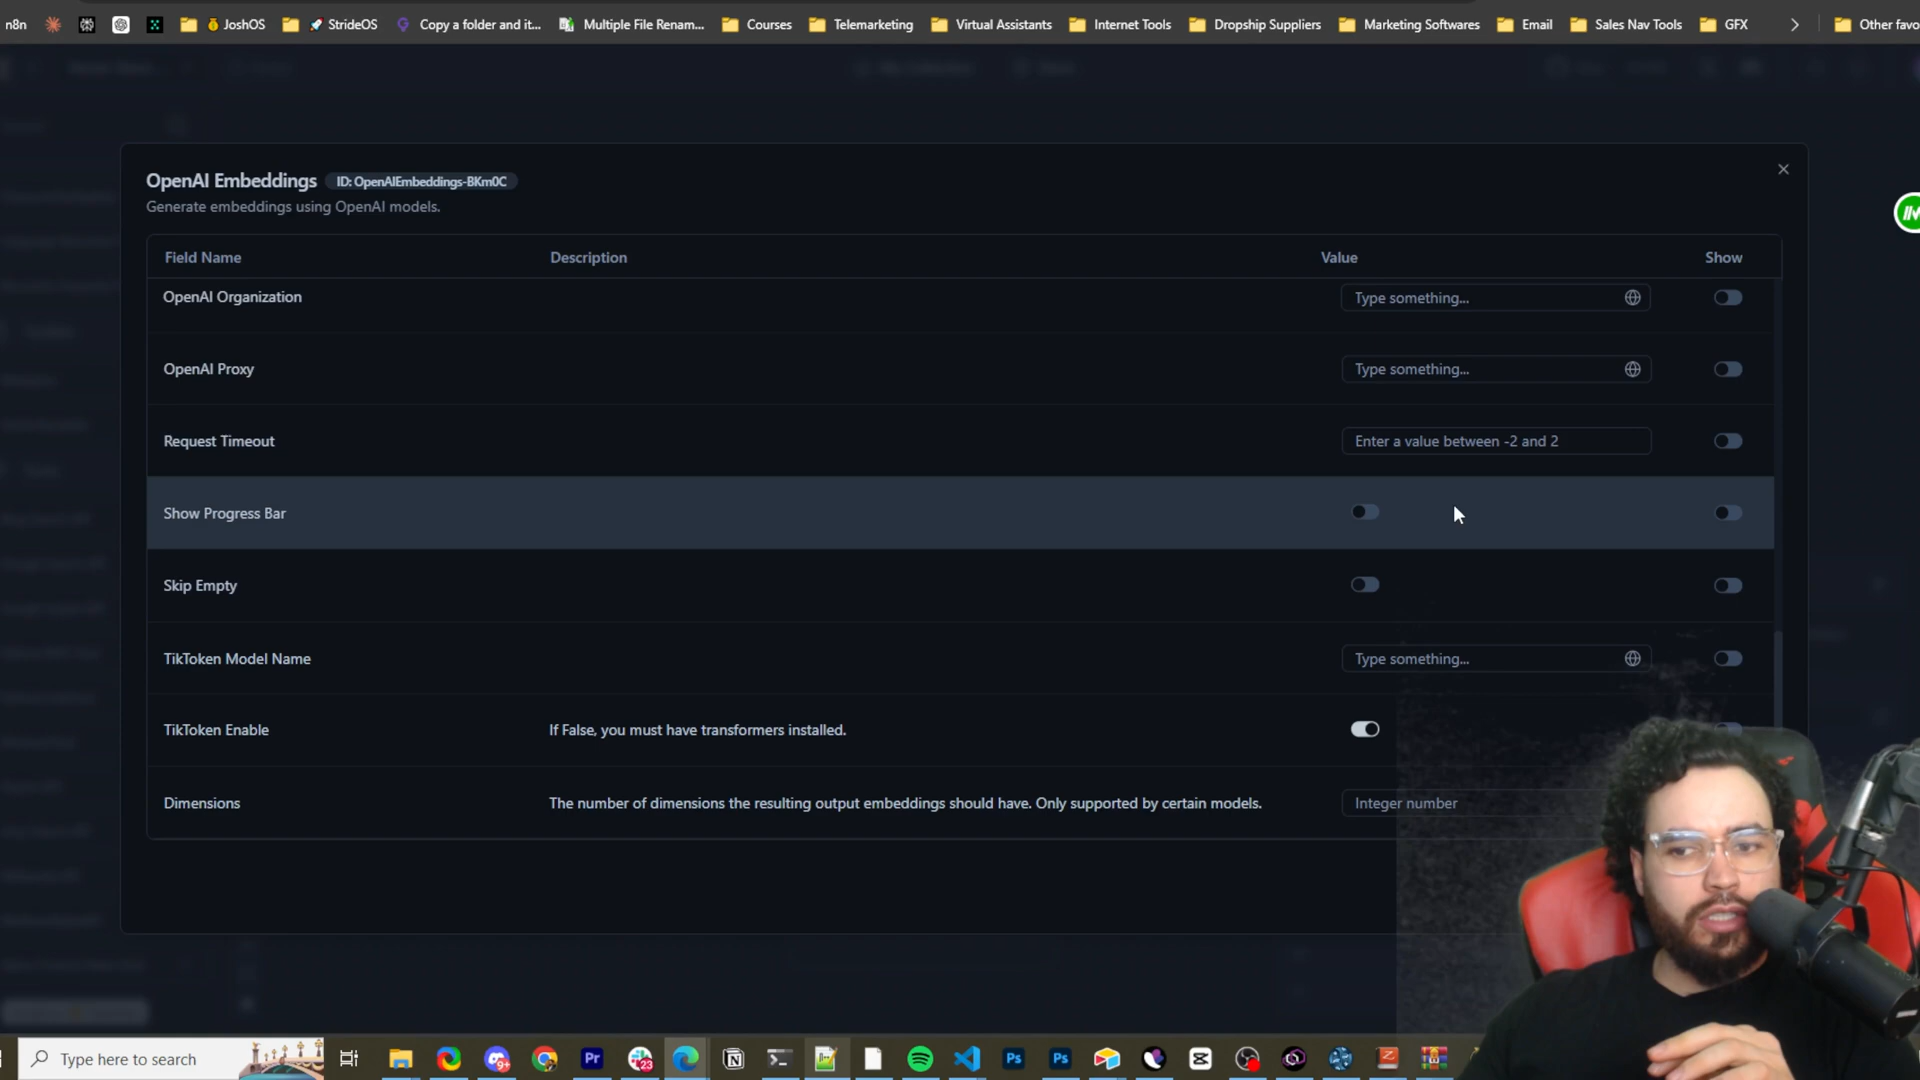 n8n JoshOS StrideOS Copy a folder and it... Multiple File Renam... Courses Telemarketing Virtual Assistants Internet Tools Dropship Suppliers Marketing Softwares Email Sales Nav Tools GFX Other favo
OpenAI Embeddings ID: OpenAIEmbeddings-BKm0C
Generate embeddings using OpenAI models.
Field Name Description Value Show
OpenAI Organization Type something...
OpenAI Proxy Type something...
Request Timeout Enter a value between -2 and 2
Show Progress Bar
Skip Empty
TikToken Model Name Type something...
TikToken Enable If False, you must have transformers installed.
Dimensions The number of dimensions the resulting output embeddings should have. Only supported by certain models. Integer number
Type here to search 9+ Pr 23 Ps Ps